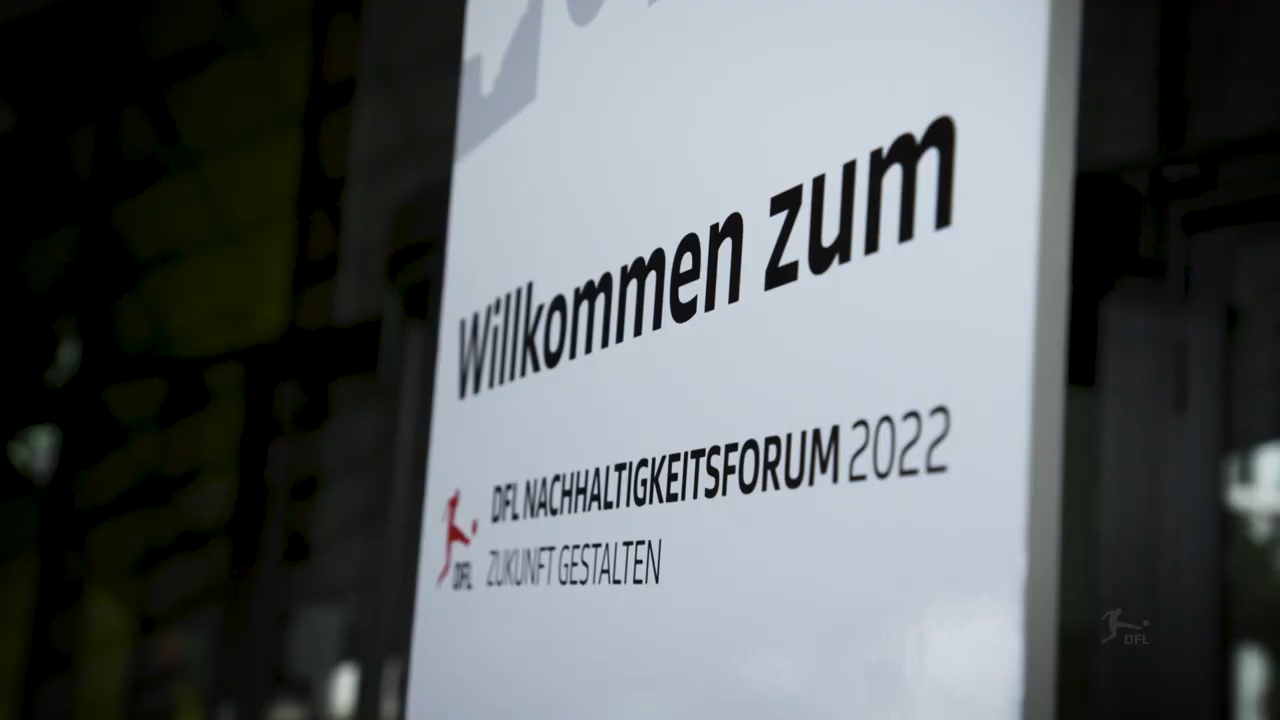 Willkommen zum
DFL NACHHALTIGKEITSFORUM 2022
DFL
ZUKUNFT GESTALTEN
DFL